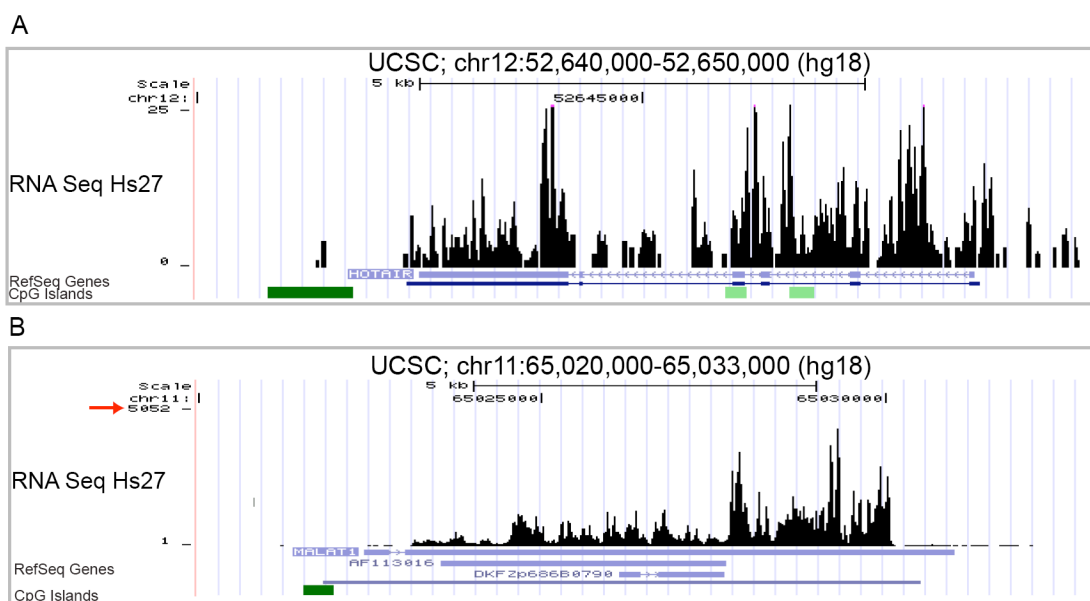 A
UCSC; chr12:52,640,000-52,650,000 (hg18)
Scale
5 kb
chr12:
52645000
25
RNA Seq Hs27
0
HOTAIR
RefSeq Genes
CpG Islands
B
UCSC; chr11:65,020,000-65,033,000 (hg18)
Scale
5 kb
chr11:
65025000
65030000
5052
RNA Seq Hs27
1
MALAT1
AF113016
RefSeq Genes
DKFZp686B0790
CpG Islands